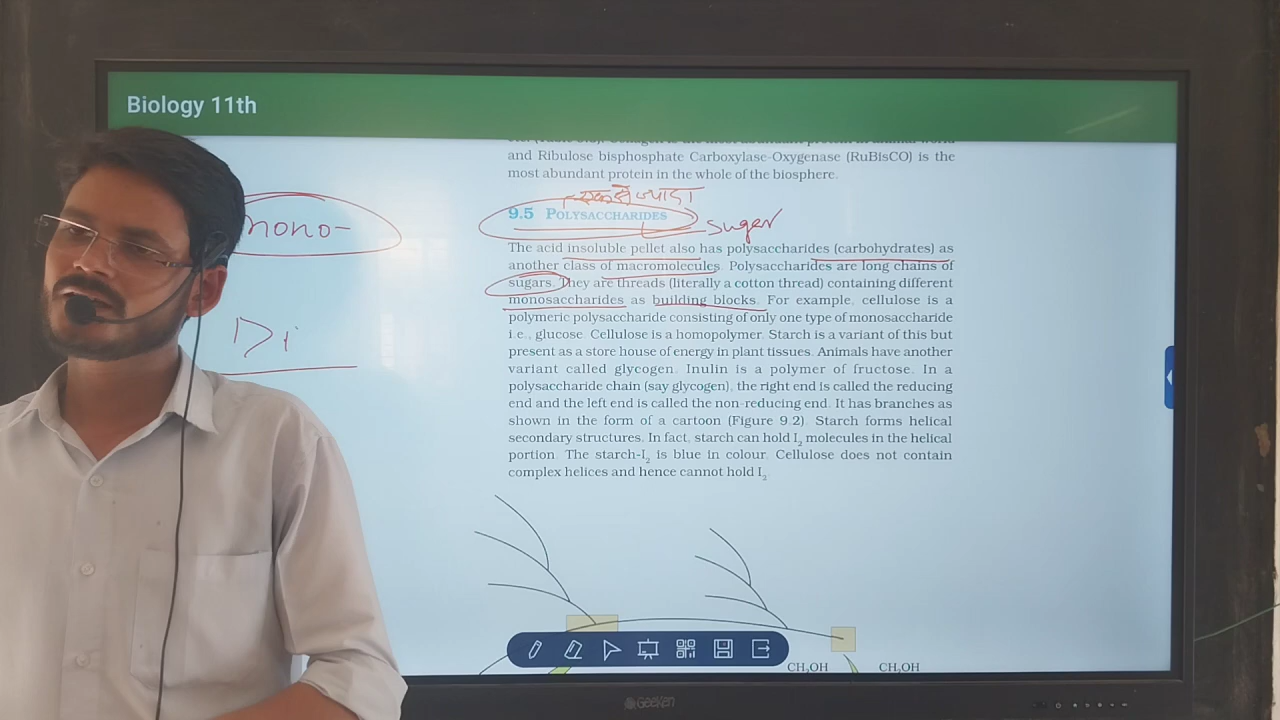 Biology 11th
and Ribulose bisphosphate Carboxylase-Oxygenase (RuBisCO) is the
most abundant protein in the whole of the biosphere.
9.5 POLYSACCHARIDES
suger
mono-
Di
The acid insoluble pellet also has polysaccharides (carbohydrates) as
another class of macromolecules. Polysaccharides are long chains of
sugars. They are threads (literally a cotton thread) containing different
monosaccharides as building blocks. For example, cellulose is a
polymeric polysaccharide consisting of only one type of monosaccharide
i.e., glucose. Cellulose is a homopolymer. Starch is a variant of this but
present as a store house of energy in plant tissues. Animals have another
variant called glycogen. Inulin is a polymer of fructose. In a
polysaccharide chain (say glycogen), the right end is called the reducing
end and the left end is called the non-reducing end. It has branches as
shown in the form of a cartoon (Figure 9.2). Starch forms helical
secondary structures. In fact, starch can hold I₂ molecules in the helical
portion. The starch-I₂ is blue in colour. Cellulose does not contain
complex helices and hence cannot hold I₂.
CH₂OH CH₂OH
Geeken